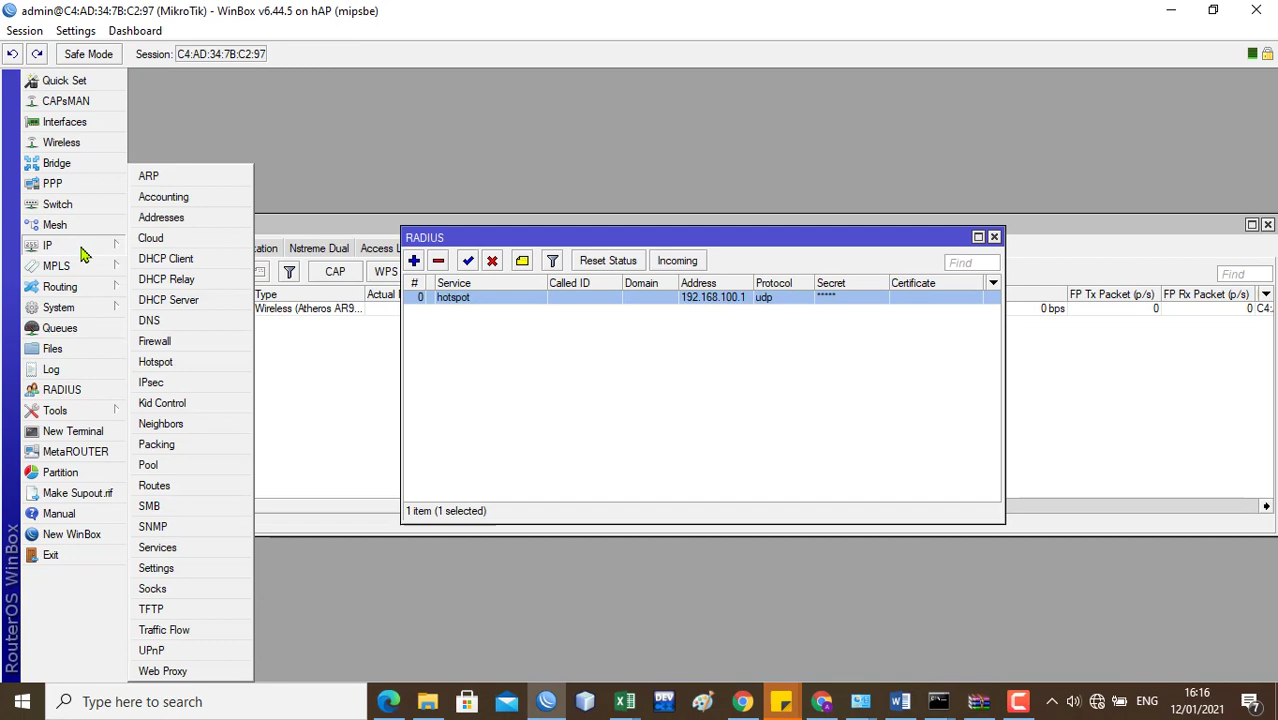 admin@C4:AD:34:7B:C2:97 (MikroTik) - WinBox v6.44.5 on hAP (mipsbe)
Session Settings Dashboard
Safe Mode Session: C4:AD:34:7B:C2:97
Quick Set
CAPsMAN
Interfaces
Wireless
Bridge
PPP
Switch
Mesh
IP
MPLS
Routing
System
Queues
Files
Log
RADIUS
Tools
New Terminal
MetaROUTER
Partition
Make Supout.rif
Manual
New WinBox
Exit
RouterOS WinBox
ARP
Accounting
Addresses
Cloud
DHCP Client
DHCP Relay
DHCP Server
DNS
Firewall
Hotspot
IPsec
Kid Control
Neighbors
Packing
Pool
Routes
SMB
SNMP
Services
Settings
Socks
TFTP
Traffic Flow
UPnP
Web Proxy
ation Nstreme Dual Access L
CAP WPS
Find
Type Actual
FP Tx Packet (p/s) FP Rx Packet (p/s)
Wireless (Atheros AR9... 0 bps 0 0 C4:
RADIUS
Reset Status Incoming Find
# Service Called ID Domain Address Protocol Secret Certificate
0 hotspot 192.168.100.1 udp *****
1 item (1 selected)
Type here to search
DEV
ENG
16:16
12/01/2021
7